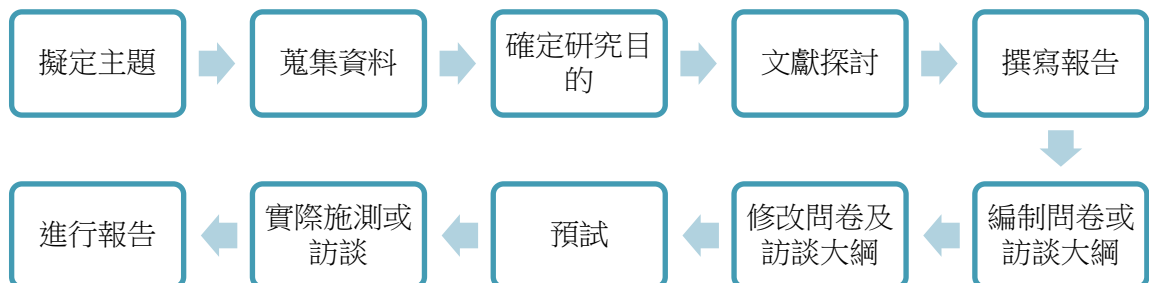 擬定主題
蒐集資料
確定研究目
的
文獻探討
撰寫報告
編制問卷或
訪談大綱
修改問卷及
訪談大綱
預試
實際施測或
訪談
進行報告